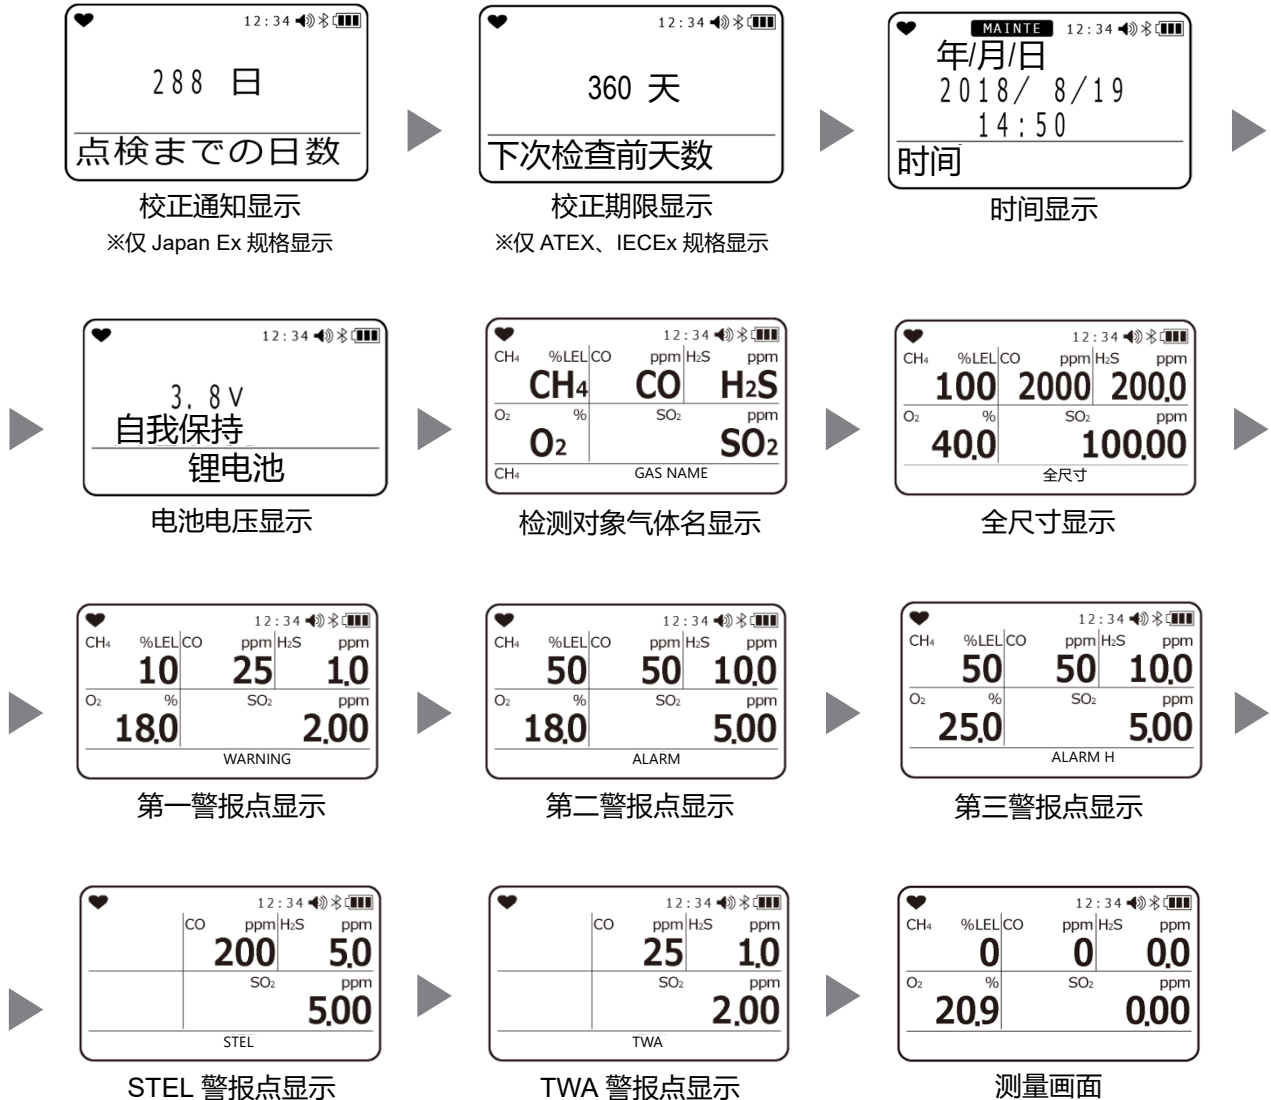 12:34
288 日
点検までの日数
校正通知显示
※仅 Japan Ex 规格显示
12:34
360 天
下次检查前天数
校正期限显示
※仅 ATEX、IECEx 规格显示
MAINTE 12:34
年/月/日
2018/ 8/19
14:50
时间
时间显示
12:34
3.8V
自我保持
锂电池
电池电压显示
12:34
CH₄ %LEL CO ppm H₂S ppm
CH₄ CO H₂S
O₂ % SO₂ ppm
O₂ SO₂
CH₄ GAS NAME
检测对象气体名显示
12:34
CH₄ %LEL CO ppm H₂S ppm
100 2000 200.0
O₂ % SO₂ ppm
40.0 100.00
全尺寸
全尺寸显示
12:34
CH₄ %LEL CO ppm H₂S ppm
10 25 1.0
O₂ % SO₂ ppm
18.0 2.00
WARNING
第一警报点显示
12:34
CH₄ %LEL CO ppm H₂S ppm
50 50 10.0
O₂ % SO₂ ppm
18.0 5.00
ALARM
第二警报点显示
12:34
CH₄ %LEL CO ppm H₂S ppm
50 50 10.0
O₂ % SO₂ ppm
25.0 5.00
ALARM H
第三警报点显示
12:34
CO ppm H₂S ppm
200 5.0
SO₂ ppm
5.00
STEL
STEL 警报点显示
12:34
CO ppm H₂S ppm
25 1.0
SO₂ ppm
2.00
TWA
TWA 警报点显示
12:34
CH₄ %LEL CO ppm H₂S ppm
0 0 0.0
O₂ % SO₂ ppm
20.9 0.00
测量画面